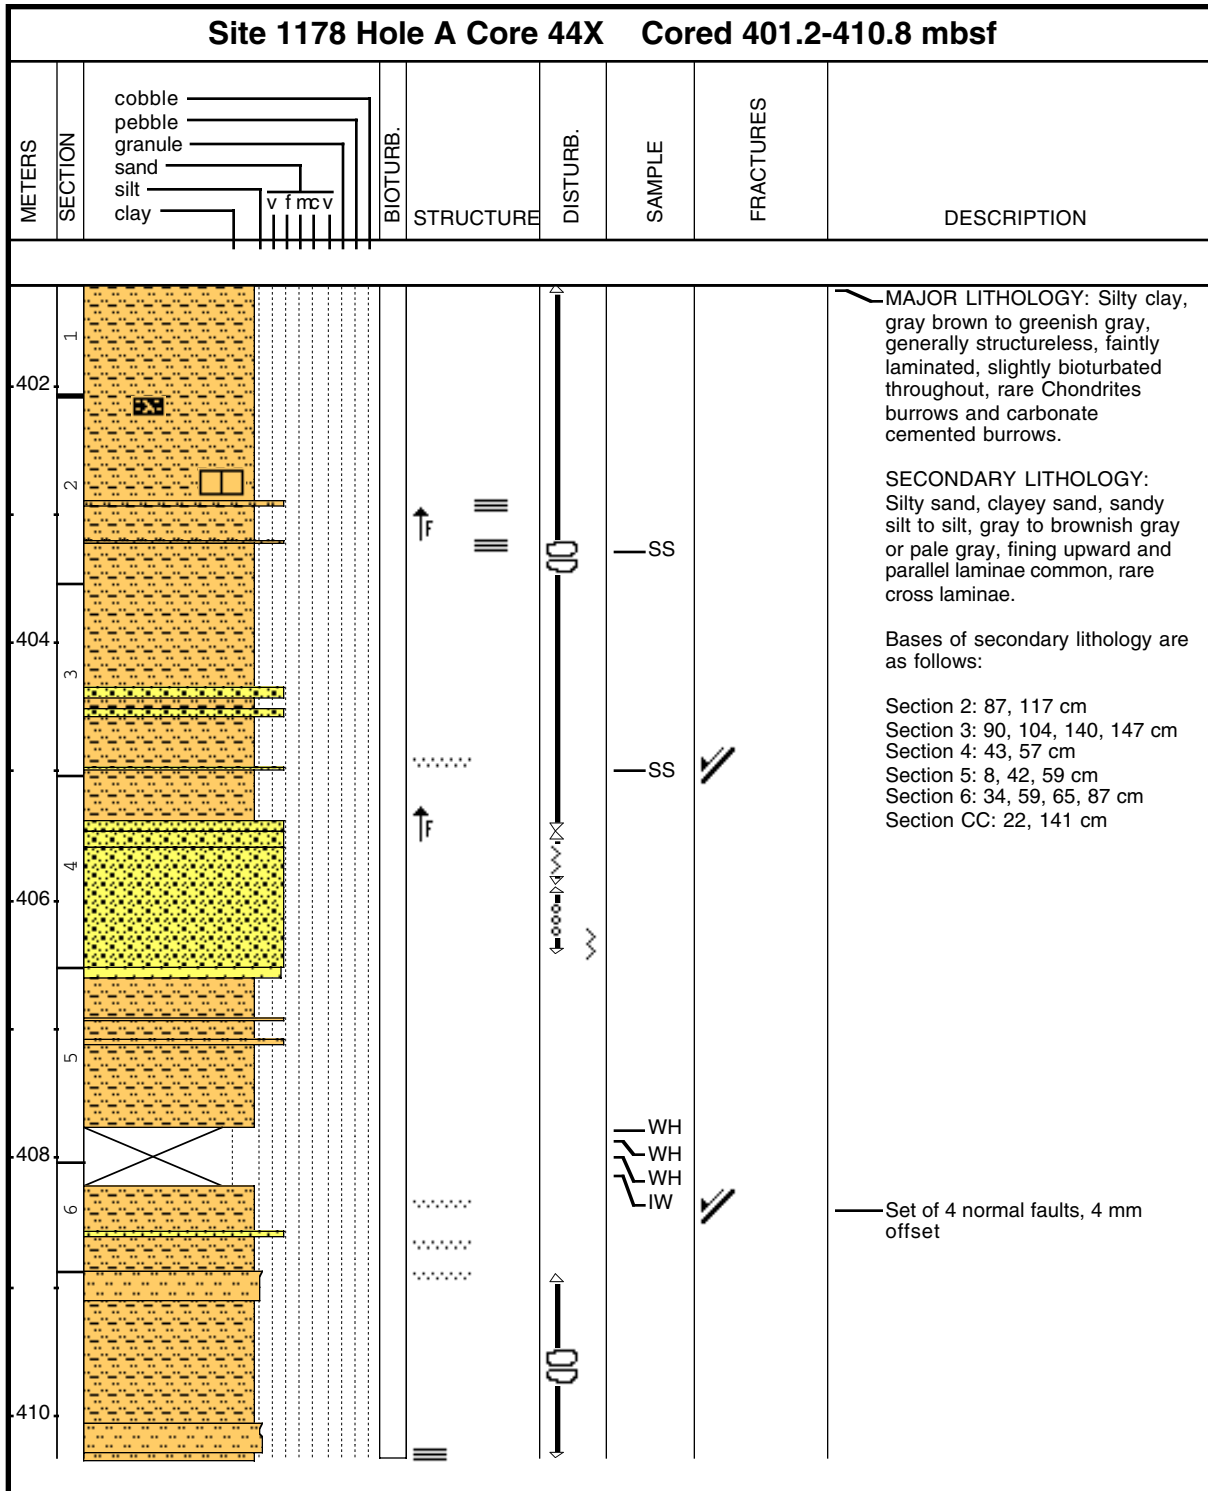 Site 1178 Hole A Core 44X Cored 401.2-410.8 mbsf
METERS
SECTION
cobble
pebble
granule
sand
silt
clay
v f m c v
BIOTURB.
STRUCTURE
DISTURB.
SAMPLE
FRACTURES
DESCRIPTION
1
402
2
404
3
4
406
5
408
6
410
F
F
SS
SS
WH
WH
WH
IW
MAJOR LITHOLOGY: Silty clay,
gray brown to greenish gray,
generally structureless, faintly
laminated, slightly bioturbated
throughout, rare Chondrites
burrows and carbonate
cemented burrows.
SECONDARY LITHOLOGY:
Silty sand, clayey sand, sandy
silt to silt, gray to brownish gray
or pale gray, fining upward and
parallel laminae common, rare
cross laminae.
Bases of secondary lithology are
as follows:
Section 2: 87, 117 cm
Section 3: 90, 104, 140, 147 cm
Section 4: 43, 57 cm
Section 5: 8, 42, 59 cm
Section 6: 34, 59, 65, 87 cm
Section CC: 22, 141 cm
Set of 4 normal faults, 4 mm
offset